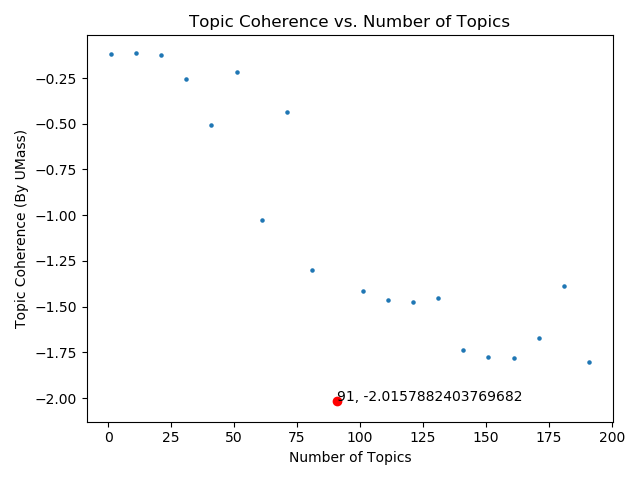 Topic Coherence vs. Number of Topics
Topic Coherence (By UMass)
−0.25
−0.50
−0.75
−1.00
−1.25
−1.50
−1.75
−2.00
91, -2.0157882403769682
0 25 50 75 100 125 150 175 200
Number of Topics